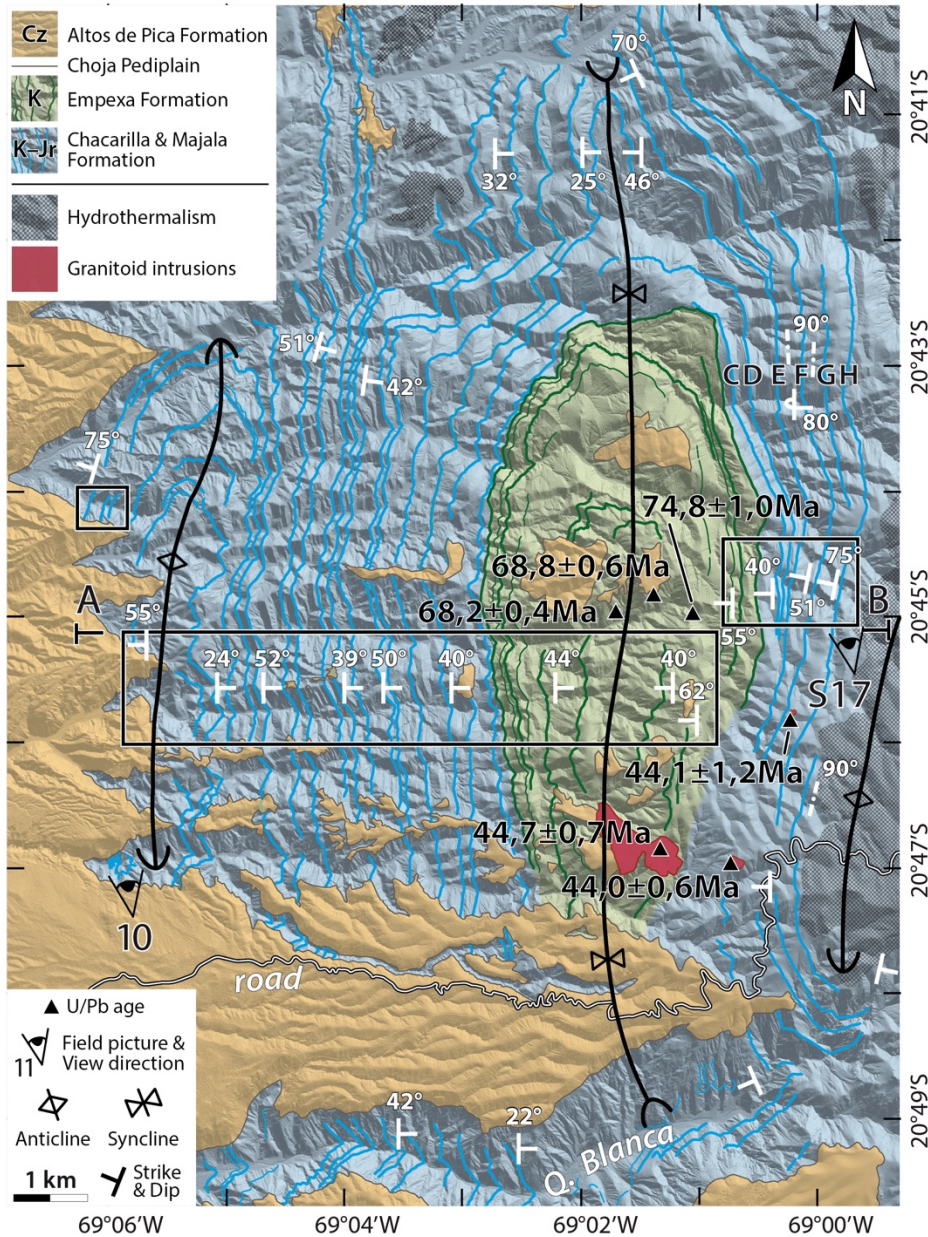 Cz Altos de Pica Formation
Choja Pediplain
K Empexa Formation
K–Jr Chacarilla & Majala
Formation
Hydrothermalism
Granitoid intrusions
N
70°
32°
25°
46°
20°41'S
51°
42°
90°
CD E F GH
80°
20°43'S
75°
74,8±1,0Ma
68,8±0,6Ma
68,2±0,4Ma
40°
75°
51°
55°
A
B
55°
20°45'S
24°
52°
39°
50°
40°
44°
40°
62°
S17
44,1±1,2Ma
90°
44,7±0,7Ma
44,0±0,6Ma
20°47'S
10
road
U/Pb age
11 Field picture &
View direction
Anticline Syncline
1 km Strike
& Dip
42°
22°
Q. Blanca
20°49'S
69°06'W 69°04'W 69°02'W 69°00'W